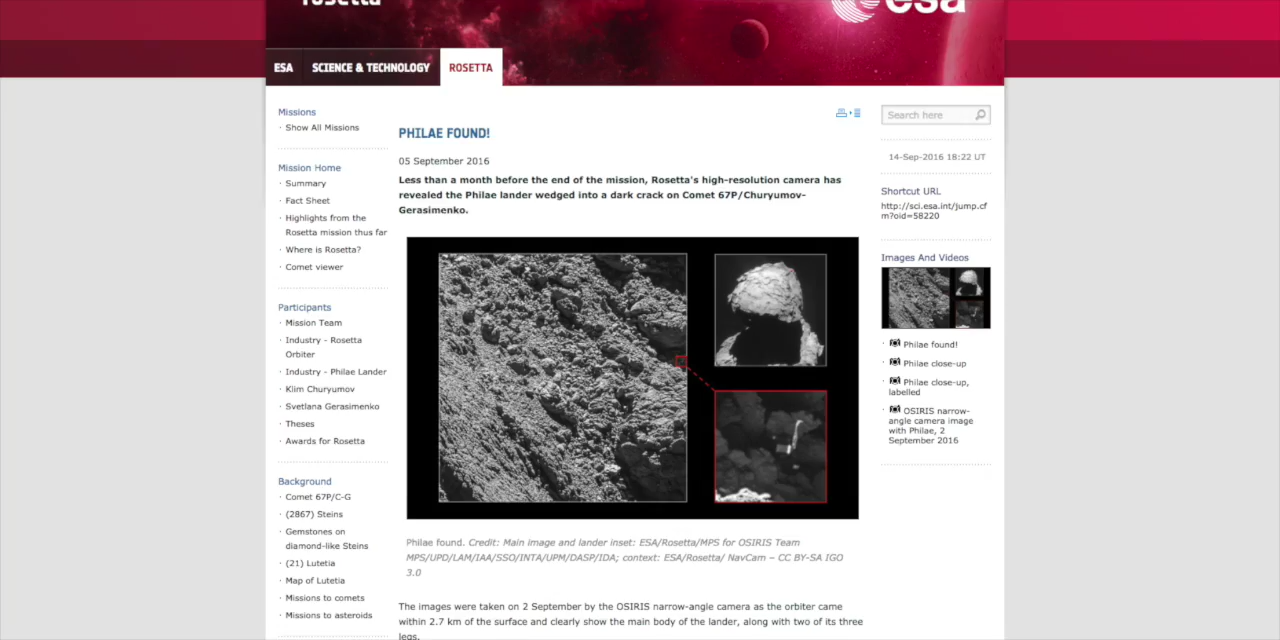 rosetta
esa
ESA SCIENCE & TECHNOLOGY ROSETTA
Missions
· Show All Missions
Mission Home
· Summary
· Fact Sheet
· Highlights from the
Rosetta mission thus far
· Where is Rosetta?
· Comet viewer
Participants
· Mission Team
· Industry - Rosetta
Orbiter
· Industry - Philae Lander
· Klim Churyumov
· Svetlana Gerasimenko
· Theses
· Awards for Rosetta
Background
· Comet 67P/C-G
· (2867) Steins
· Gemstones on
diamond-like Steins
· (21) Lutetia
· Map of Lutetia
· Missions to comets
· Missions to asteroids
PHILAE FOUND!
05 September 2016
Less than a month before the end of the mission, Rosetta's high-resolution camera has
revealed the Philae lander wedged into a dark crack on Comet 67P/Churyumov-
Gerasimenko.
Philae found. Credit: Main image and lander inset: ESA/Rosetta/MPS for OSIRIS Team
MPS/UPD/LAM/IAA/SSO/INTA/UPM/DASP/IDA; context: ESA/Rosetta/ NavCam – CC BY-SA IGO
3.0
The images were taken on 2 September by the OSIRIS narrow-angle camera as the orbiter came
within 2.7 km of the surface and clearly show the main body of the lander, along with two of its three
legs.
Search here
14-Sep-2016 18:22 UT
Shortcut URL
http://sci.esa.int/jump.cf
m?oid=58220
Images And Videos
· Philae found!
· Philae close-up
· Philae close-up,
labelled
· OSIRIS narrow-
angle camera image
with Philae, 2
September 2016